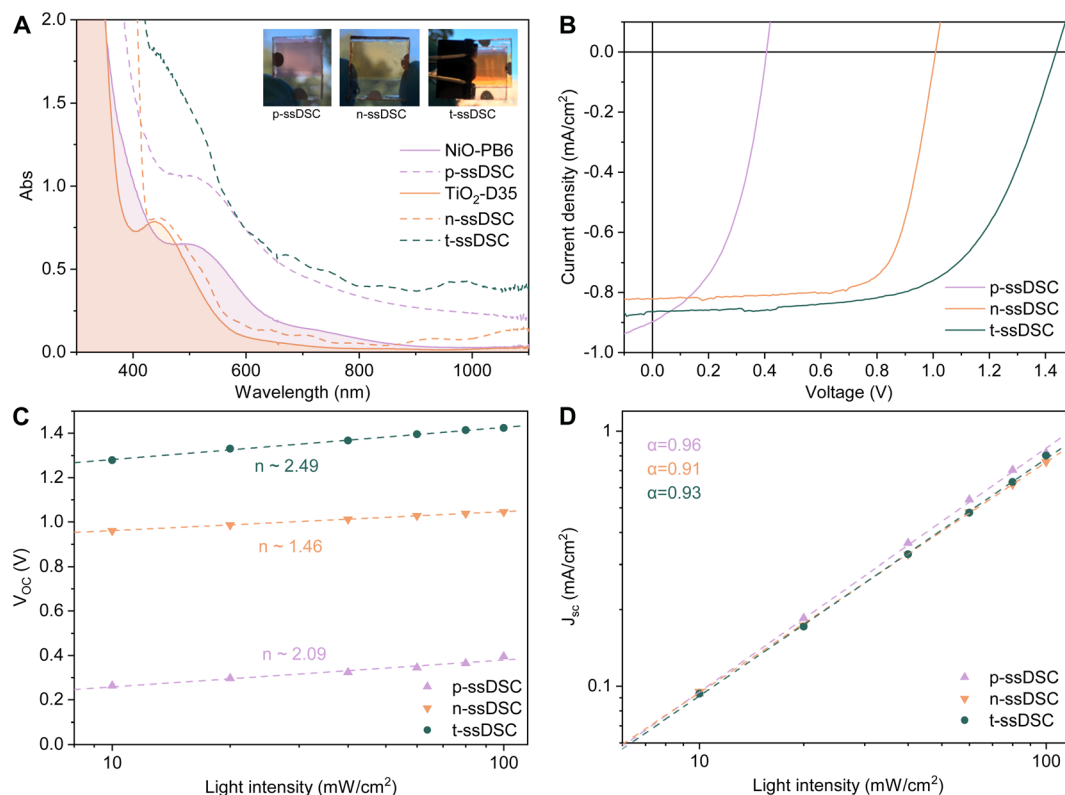 A
2.0
1.5
1.0
0.5
0.0
Abs
400
600
800
1000
Wavelength (nm)
p-ssDSC
n-ssDSC
t-ssDSC
NiO-PB6
p-ssDSC
TiO₂-D35
n-ssDSC
t-ssDSC
B
0.0
-0.2
-0.4
-0.6
-0.8
-1.0
Current density (mA/cm²)
0.0
0.2
0.4
0.6
0.8
1.0
1.2
1.4
Voltage (V)
p-ssDSC
n-ssDSC
t-ssDSC
C
1.4
1.2
1.0
0.8
0.6
0.4
0.2
0.0
V_OC (V)
n ~ 2.49
n ~ 1.46
n ~ 2.09
p-ssDSC
n-ssDSC
t-ssDSC
10
100
Light intensity (mW/cm²)
D
1
0.1
J_sc (mA/cm²)
α=0.96
α=0.91
α=0.93
p-ssDSC
n-ssDSC
t-ssDSC
10
100
Light intensity (mW/cm²)